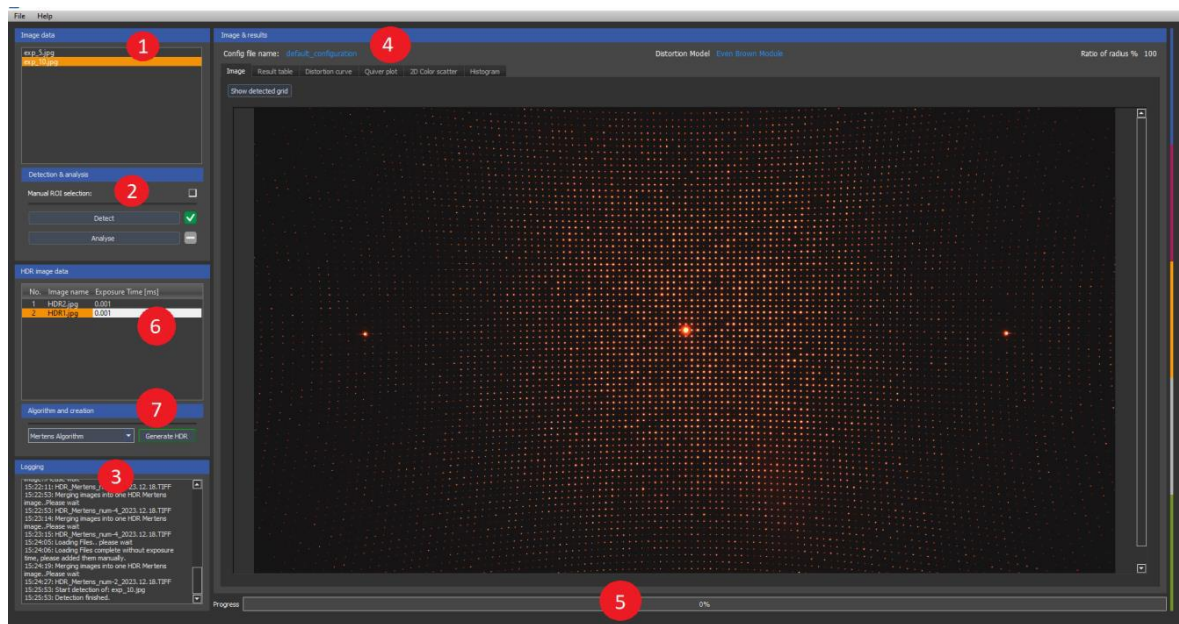 File Help
Image data
1
exp_5.jpg
exp_10.jpg
Detection & analysis
Manual ROI selection:
2
Detect
Analyse
HDR image data
No. Image name Exposure Time [ms]
1 HDR2.jpg 0.001
2 HDR1.jpg 0.001
6
Algorithm and creation
7
Mertens Algorithm Generate HDR
Logging
3
image..Please wait
15:22:11: HDR_Mertens_num-4_2023.12.18.TIFF
15:22:53: Merging images into one HDR Mertens
image..Please wait
15:22:53: HDR_Mertens_num-4_2023.12.18.TIFF
15:23:14: Merging images into one HDR Mertens
image..Please wait
15:23:15: HDR_Mertens_num-4_2023.12.18.TIFF
15:24:05: Loading Files.. please wait
15:24:06: Loading Files complete without exposure
time, please added them manually.
15:24:19: Merging images into one HDR Mertens
image..Please wait
15:24:27: HDR_Mertens_num-2_2023.12.18.TIFF
15:25:53: Start detection of: exp_10.jpg
15:25:53: Detection finished.
Image & results
Config file name: default_configuration
4
Distortion Model Even Brown Module
Ratio of radius % 100
Image Result table Distortion curve Quiver plot 2D Color scatter Histogram
Show detected grid
Progress 0%
5